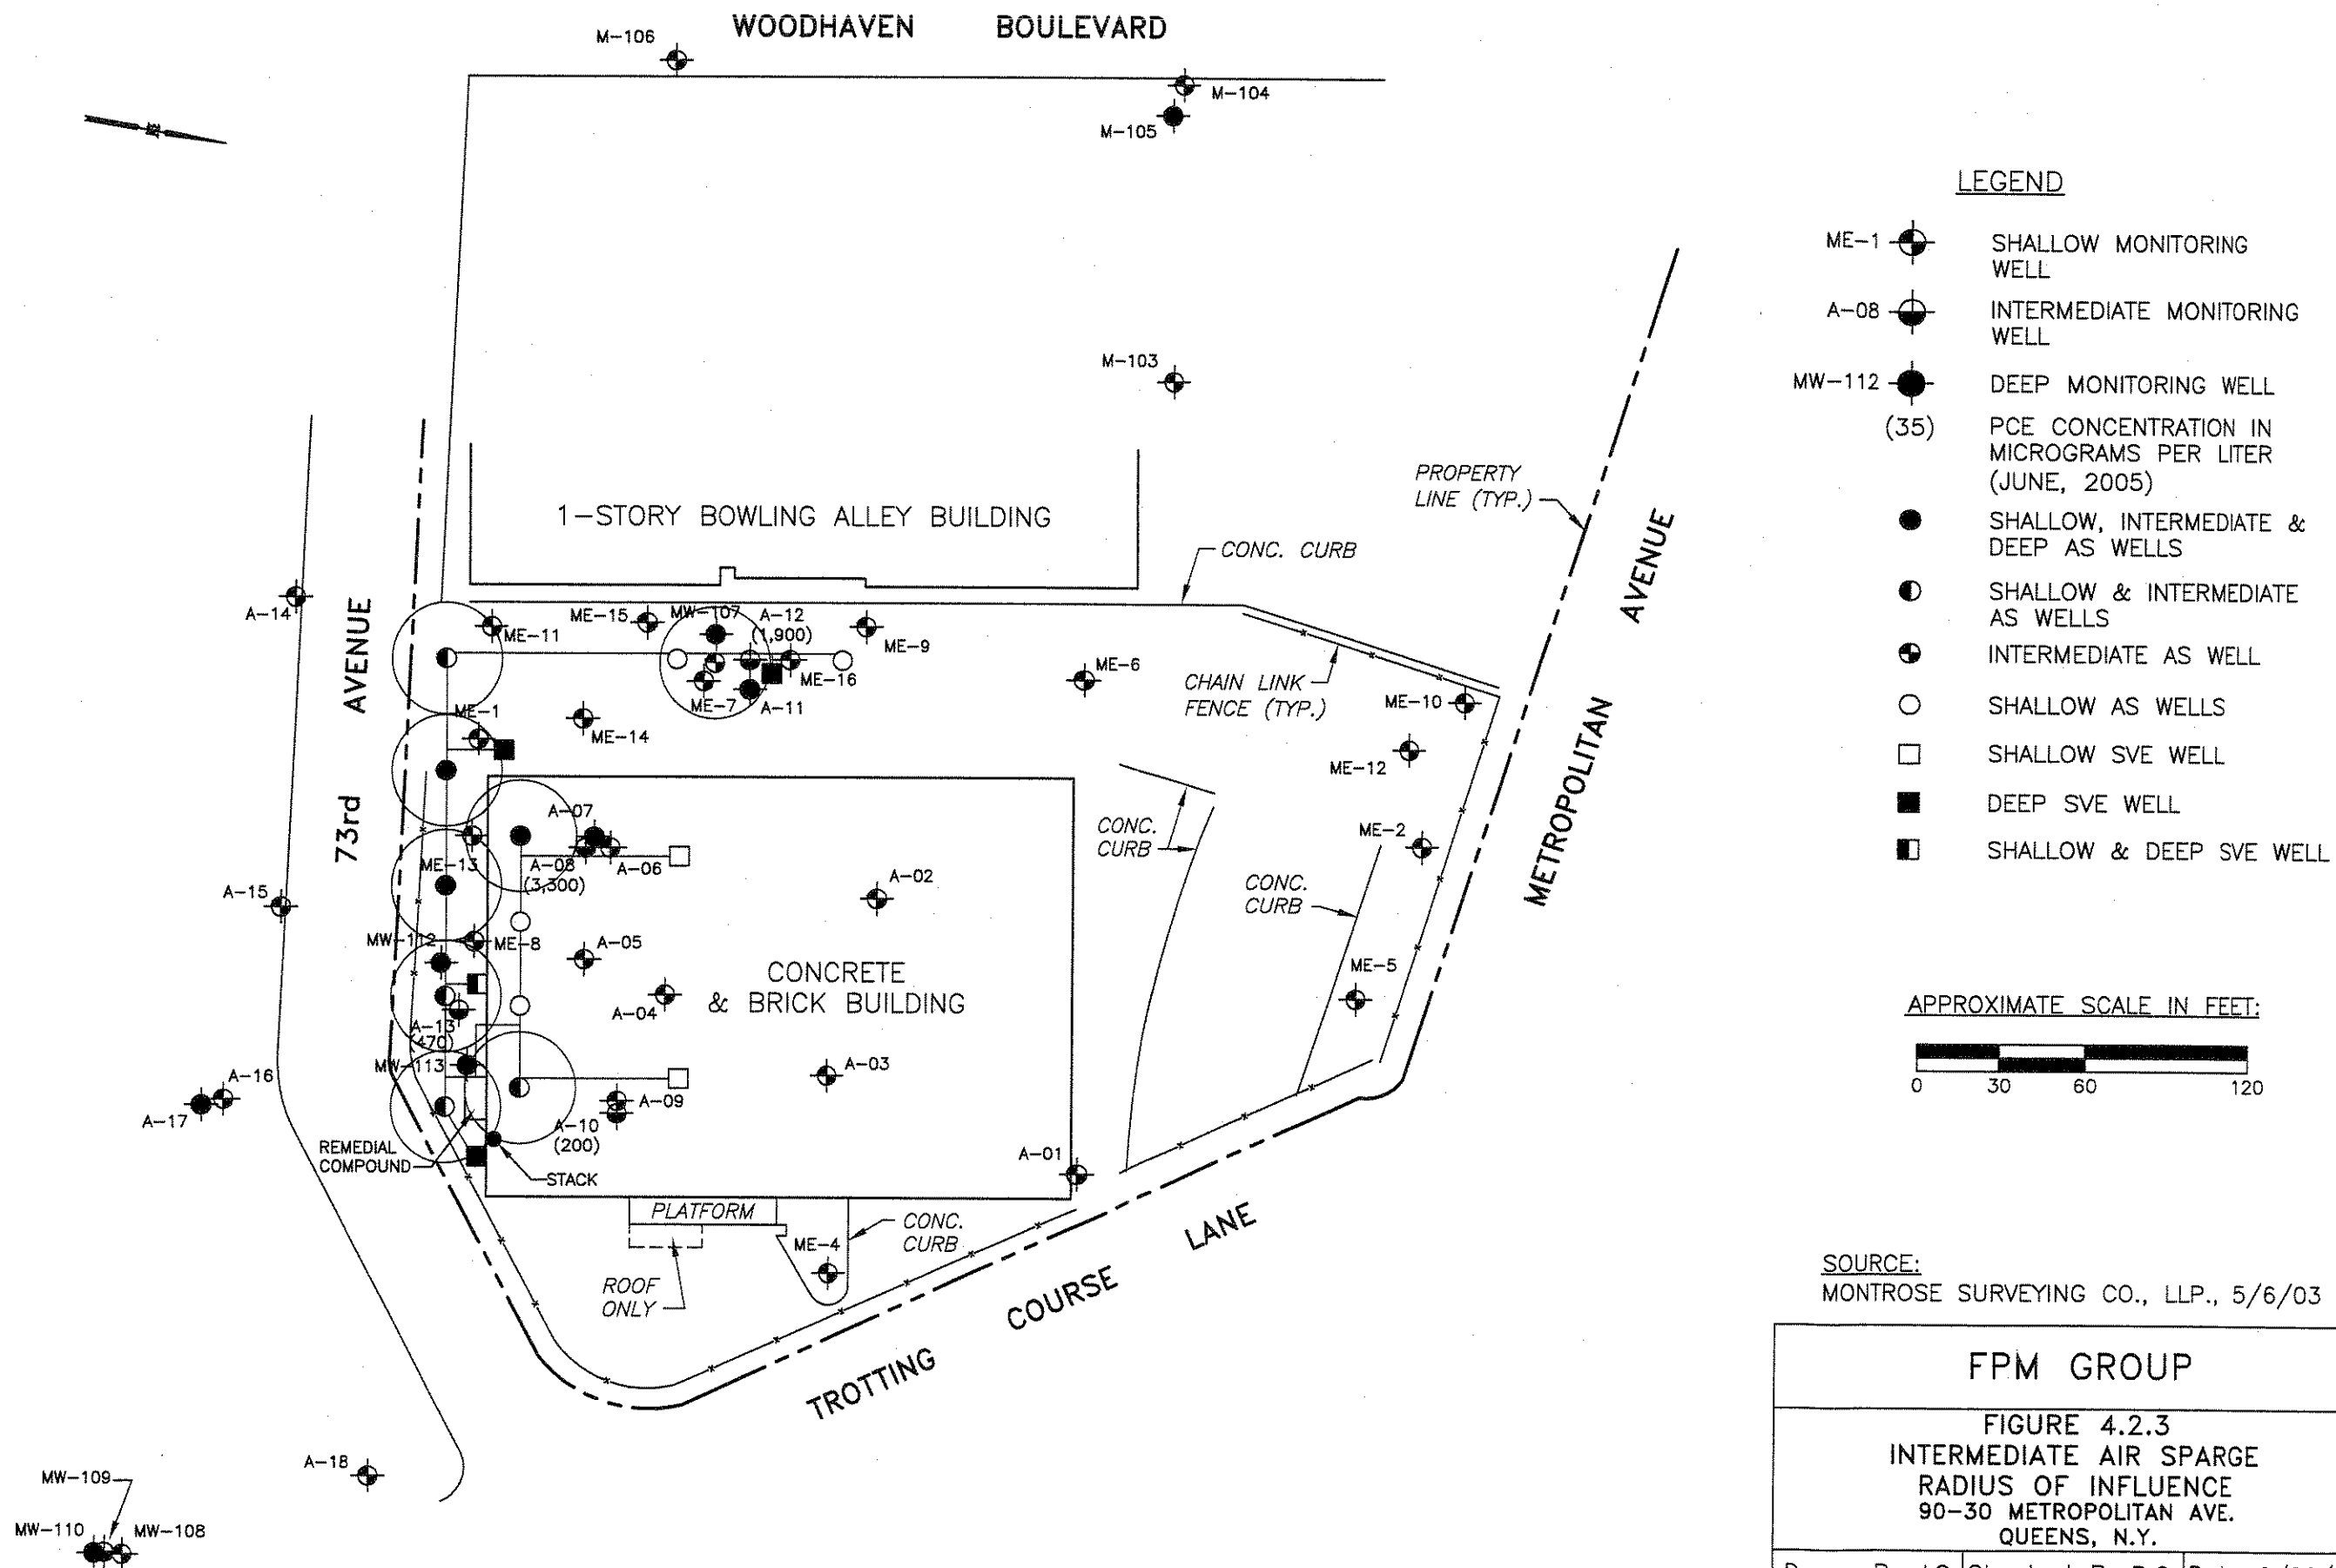 WOODHAVEN BOULEVARD
M-106
M-104
M-105
M-103
LEGEND
ME-1
SHALLOW MONITORING
WELL
A-08
INTERMEDIATE MONITORING
WELL
MW-112
DEEP MONITORING WELL
(35)
PCE CONCENTRATION IN
MICROGRAMS PER LITER
(JUNE, 2005)
SHALLOW, INTERMEDIATE &
DEEP AS WELLS
SHALLOW & INTERMEDIATE
AS WELLS
INTERMEDIATE AS WELL
SHALLOW AS WELLS
SHALLOW SVE WELL
DEEP SVE WELL
SHALLOW & DEEP SVE WELL
PROPERTY
LINE (TYP.)
1-STORY BOWLING ALLEY BUILDING
CONC. CURB
METROPOLITAN AVENUE
73rd AVENUE
A-14
ME-11
ME-15
MW-107
A-12
(1,900)
ME-9
ME-16
ME-7
A-11
ME-6
CHAIN LINK
FENCE (TYP.)
ME-10
ME-1
ME-14
ME-12
A-07
ME-13
A-08
(3,300)
A-06
CONC.
CURB
ME-2
A-15
A-02
CONC.
CURB
MW-112
ME-8
A-05
CONCRETE
& BRICK BUILDING
ME-5
A-04
A-13
(470)
MW-113
A-03
A-16
A-17
A-09
A-10
(200)
REMEDIAL
COMPOUND
STACK
A-01
PLATFORM
CONC.
CURB
ME-4
ROOF
ONLY
TROTTING COURSE LANE
A-18
MW-109
MW-110
MW-108
APPROXIMATE SCALE IN FEET:
0 30 60 120
SOURCE:
MONTROSE SURVEYING CO., LLP., 5/6/03
FPM GROUP
FIGURE 4.2.3
INTERMEDIATE AIR SPARGE
RADIUS OF INFLUENCE
90-30 METROPOLITAN AVE.
QUEENS, N.Y.